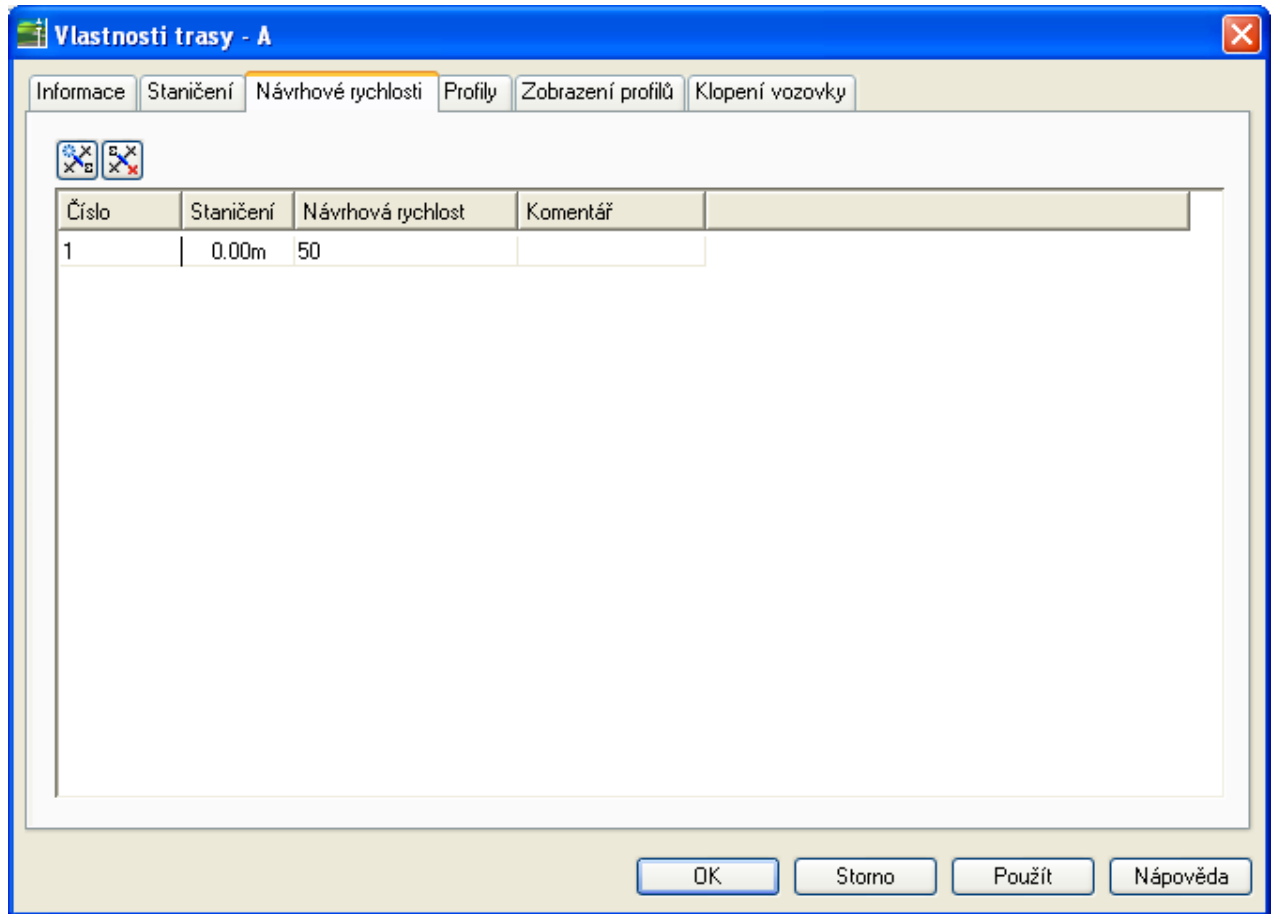 Vlastnosti trasy - A
Informace Staničení Návrhové rychlosti Profily Zobrazení profilů Klopení vozovky
Číslo Staničení Návrhová rychlost Komentář
1 0.00m 50
OK Storno Použít Nápověda